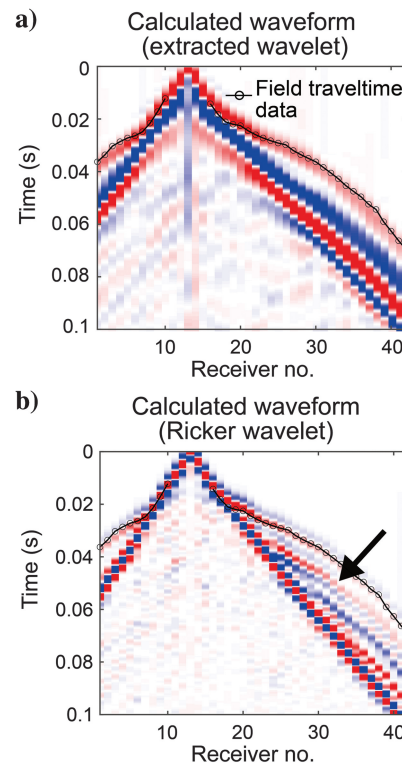 a)
Calculated waveform
(extracted wavelet)
Field traveltime
data
0
0.02
0.04
0.06
0.08
0.1
Time (s)
10
20
30
40
Receiver no.
b)
Calculated waveform
(Ricker wavelet)
0
0.02
0.04
0.06
0.08
0.1
Time (s)
10
20
30
40
Receiver no.